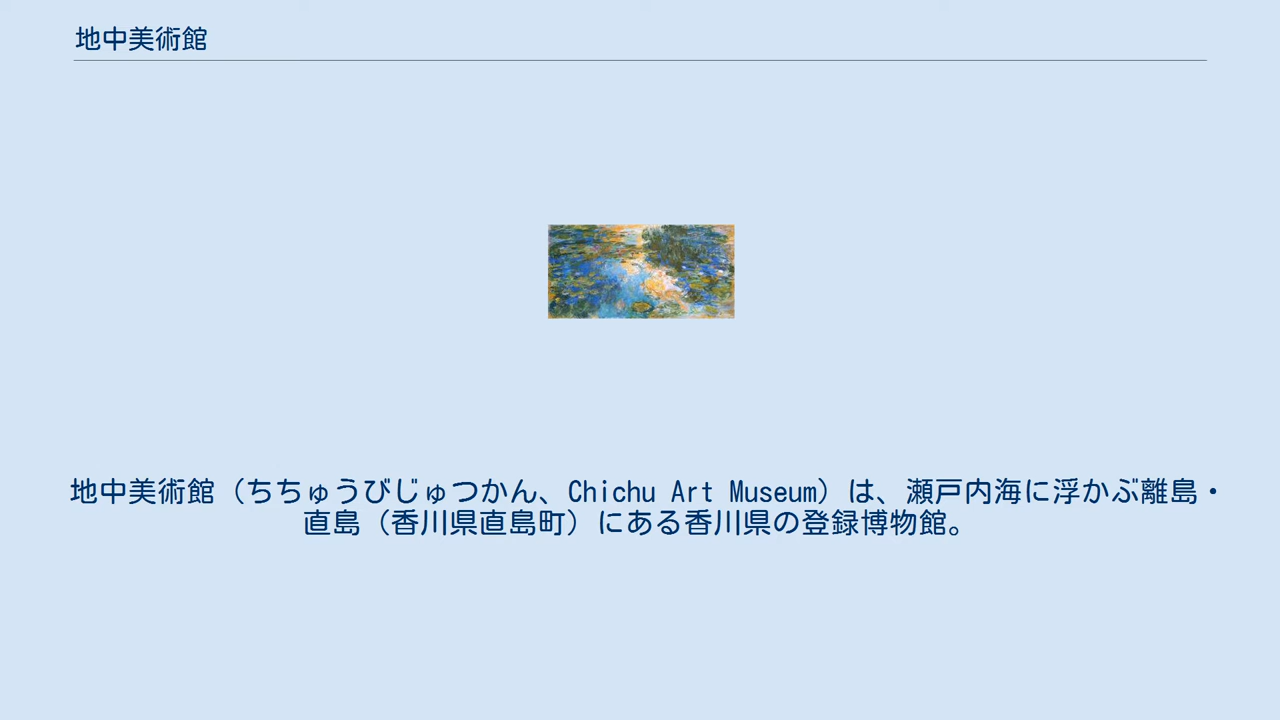 地中美術館
地中美術館（ちちゅうびじゅつかん、Chichu Art Museum）は、瀬戸内海に浮かぶ離島・
直島（香川県直島町）にある香川県の登録博物館。